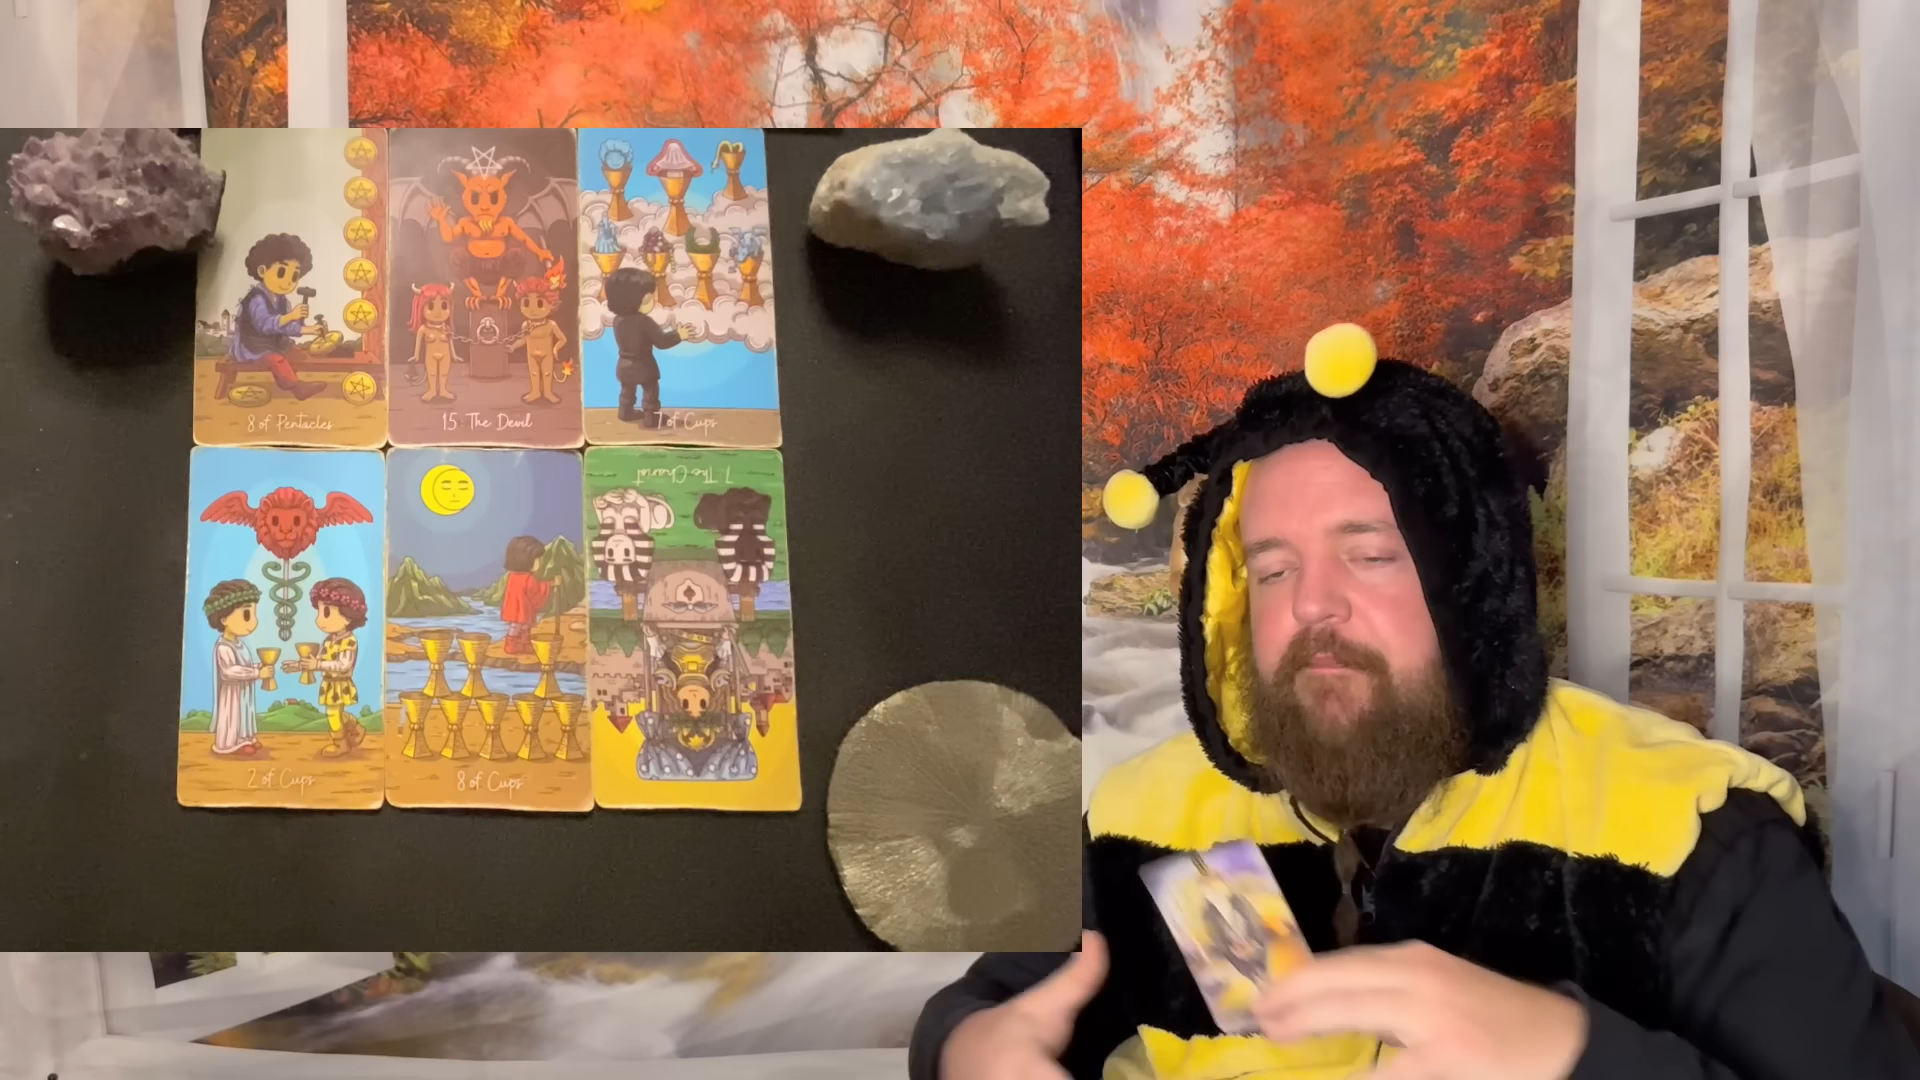 8 of Pentacles
15 The Devil
7 of Cups
7 The Chariot
2 of Cups
8 of Cups